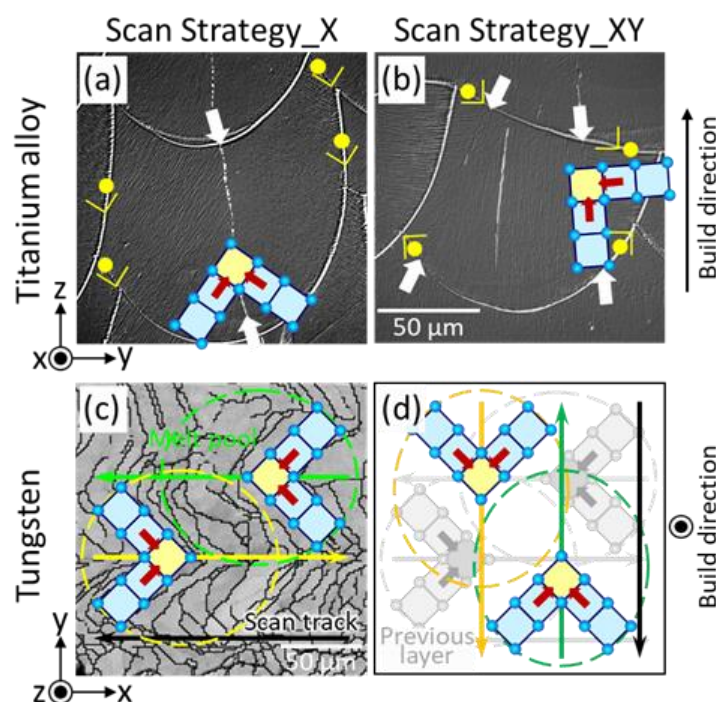 Scan Strategy_X
Scan Strategy_XY
(a)
(b)
Titanium alloy
Build direction
50 µm
z
x
y
(c)
(d)
Melt pool
Tungsten
Build direction
Scan track
50 µm
Previous
layer
y
z
x